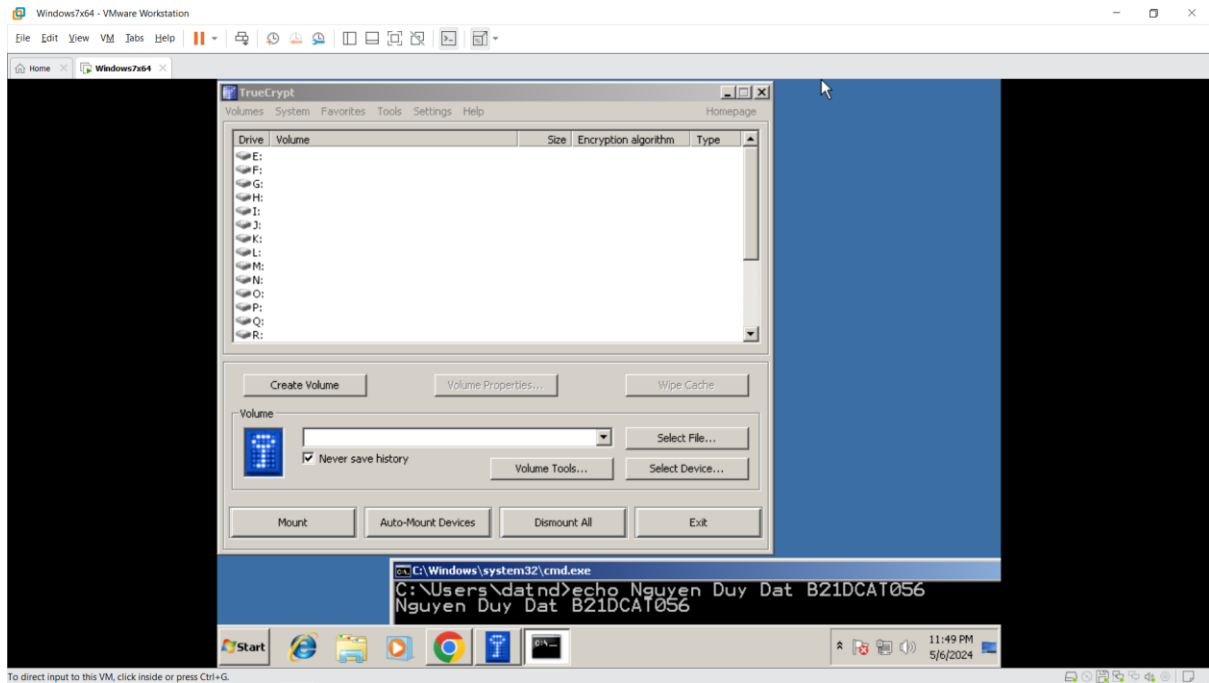 Windows7x64 - VMware Workstation
File Edit View VM Tabs Help
Home Windows7x64
TrueCrypt
Volumes System Favorites Tools Settings Help Homepage
Drive Volume Size Encryption algorithm Type
E:
F:
G:
H:
I:
J:
K:
L:
M:
N:
O:
P:
Q:
R:
Create Volume Volume Properties... Wipe Cache
Volume
Select File...
Never save history
Volume Tools... Select Device...
Mount Auto-Mount Devices Dismount All Exit
C:\Windows\system32\cmd.exe
C:\Users\datnd>echo Nguyen Duy Dat B21DCAT056
Nguyen Duy Dat B21DCAT056
Start 11:49 PM
5/6/2024
To direct input to this VM, click inside or press Ctrl+G.